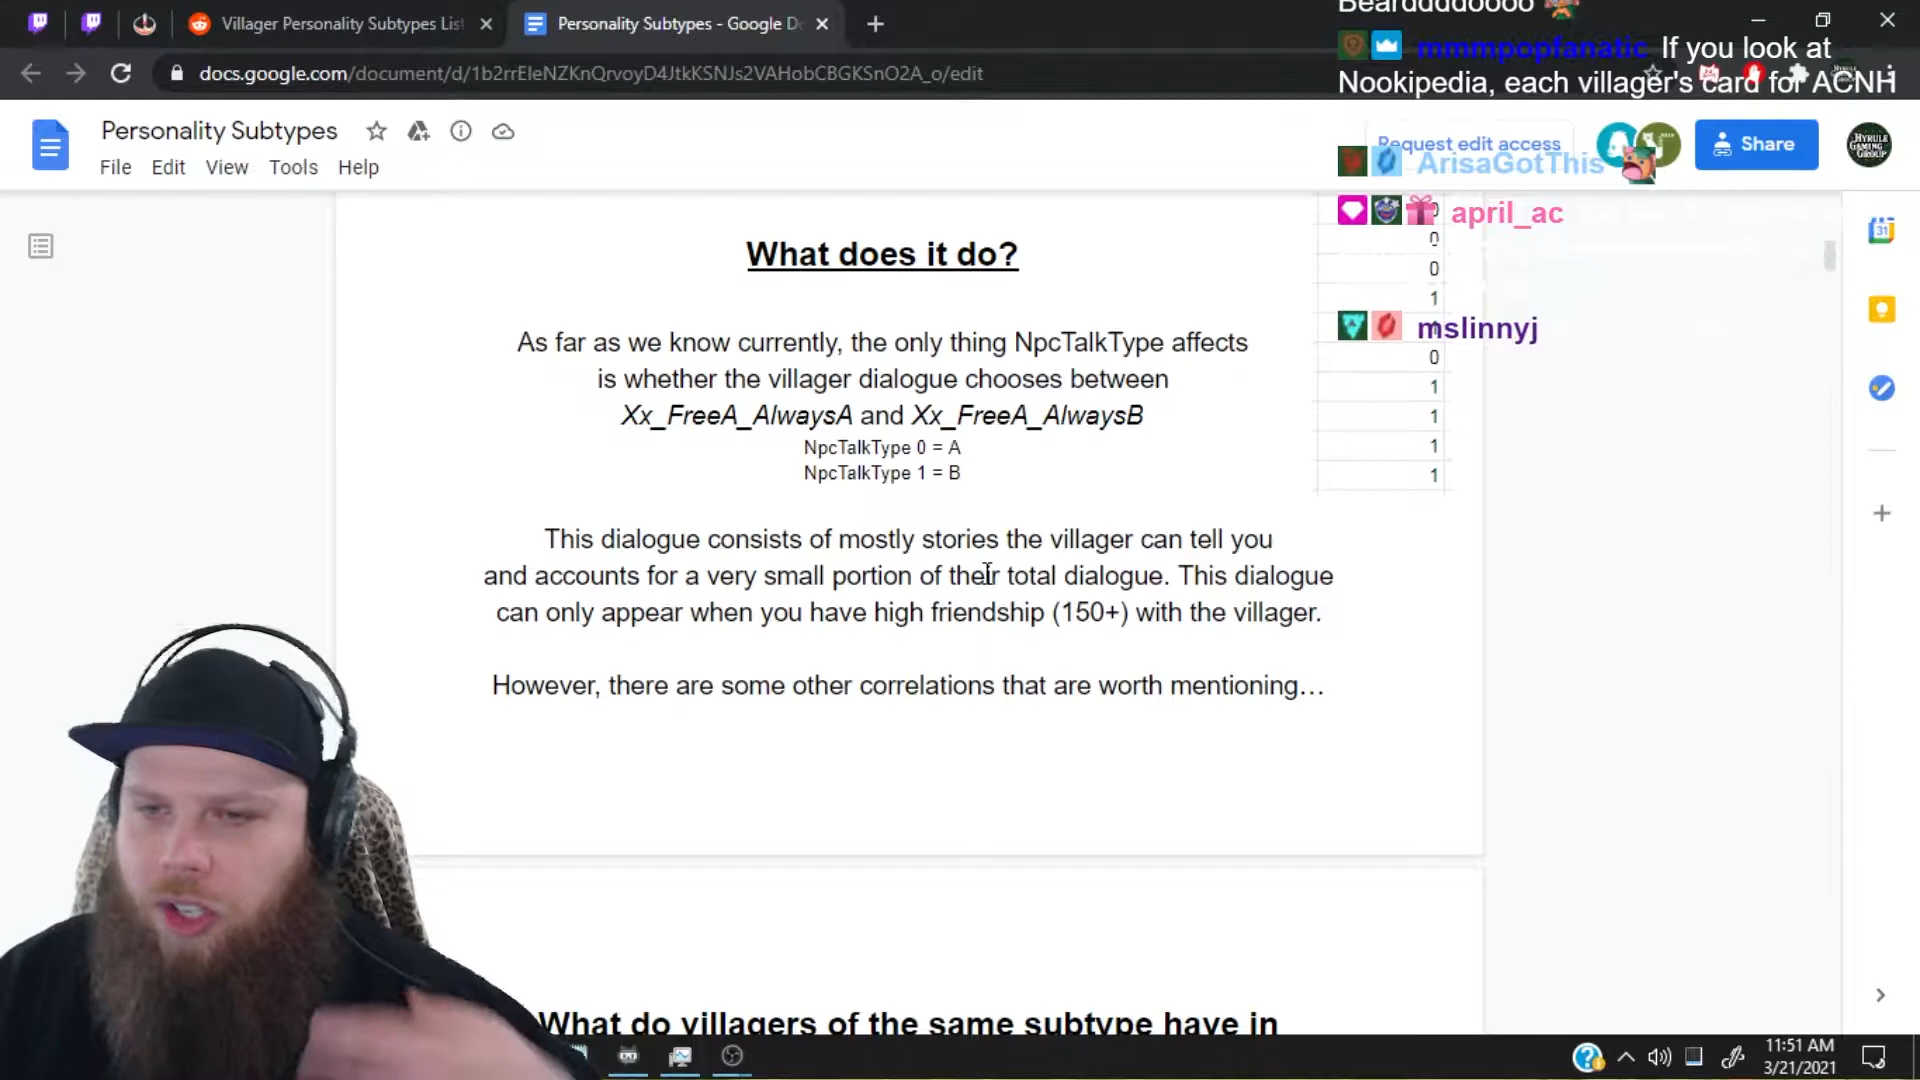 Villager Personality Subtypes List
Personality Subtypes - Google D
Bearddddoooo
docs.google.com/document/d/1b2rrEleNZKnQrvoyD4JtkKSNJs2VAHobCBGKSnO2A_o/edit
mmmpopfanatic If you look at
Nookipedia, each villager's card for ACNH
Personality Subtypes
File Edit View Tools Help
Request edit access
Share
HYRULE
GAMING
GROUP
ArisaGotThis
april_ac
mslinnyj
31
What does it do?
0
0
1
0
1
1
1
1
As far as we know currently, the only thing NpcTalkType affects
is whether the villager dialogue chooses between
Xx_FreeA_AlwaysA and Xx_FreeA_AlwaysB
NpcTalkType 0 = A
NpcTalkType 1 = B
This dialogue consists of mostly stories the villager can tell you
and accounts for a very small portion of their total dialogue. This dialogue
can only appear when you have high friendship (150+) with the villager.
However, there are some other correlations that are worth mentioning…
What do villagers of the same subtype have in
11:51 AM
3/21/2021